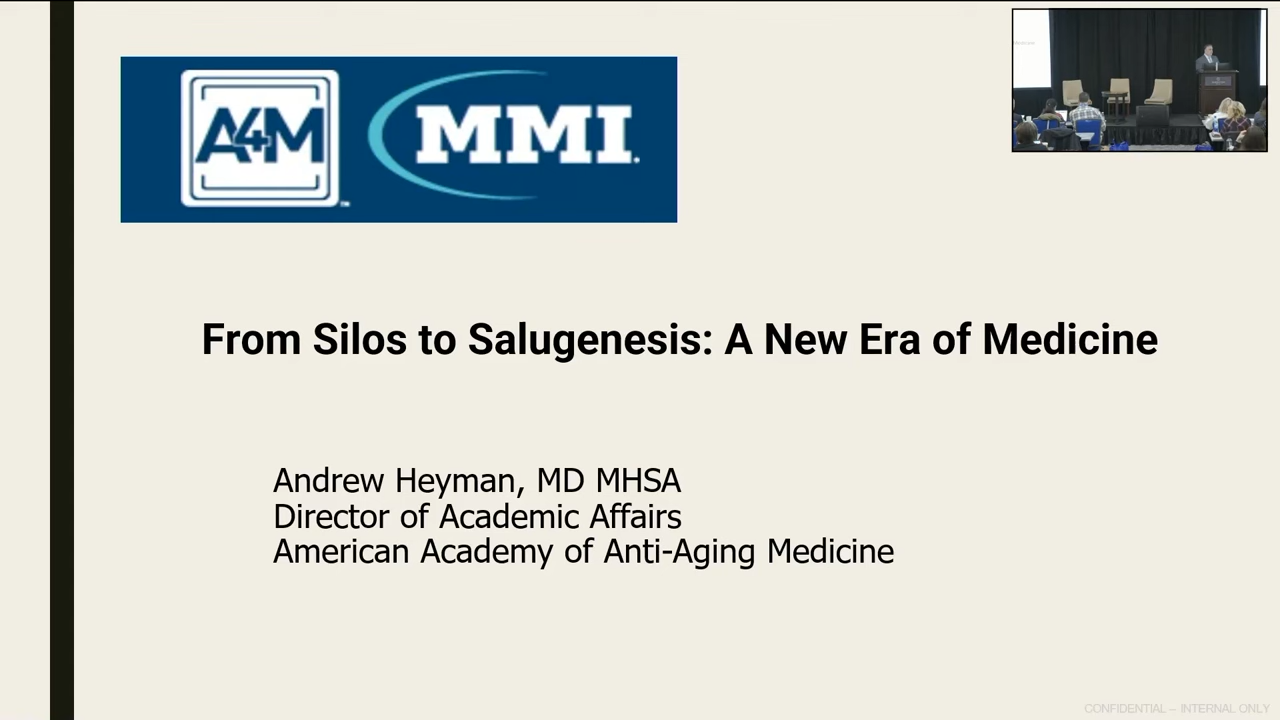 A4M
TM
MMI.
From Silos to Salugenesis: A New Era of Medicine
Andrew Heyman, MD MHSA
Director of Academic Affairs
American Academy of Anti-Aging Medicine
CONFIDENTIAL – INTERNAL ONLY